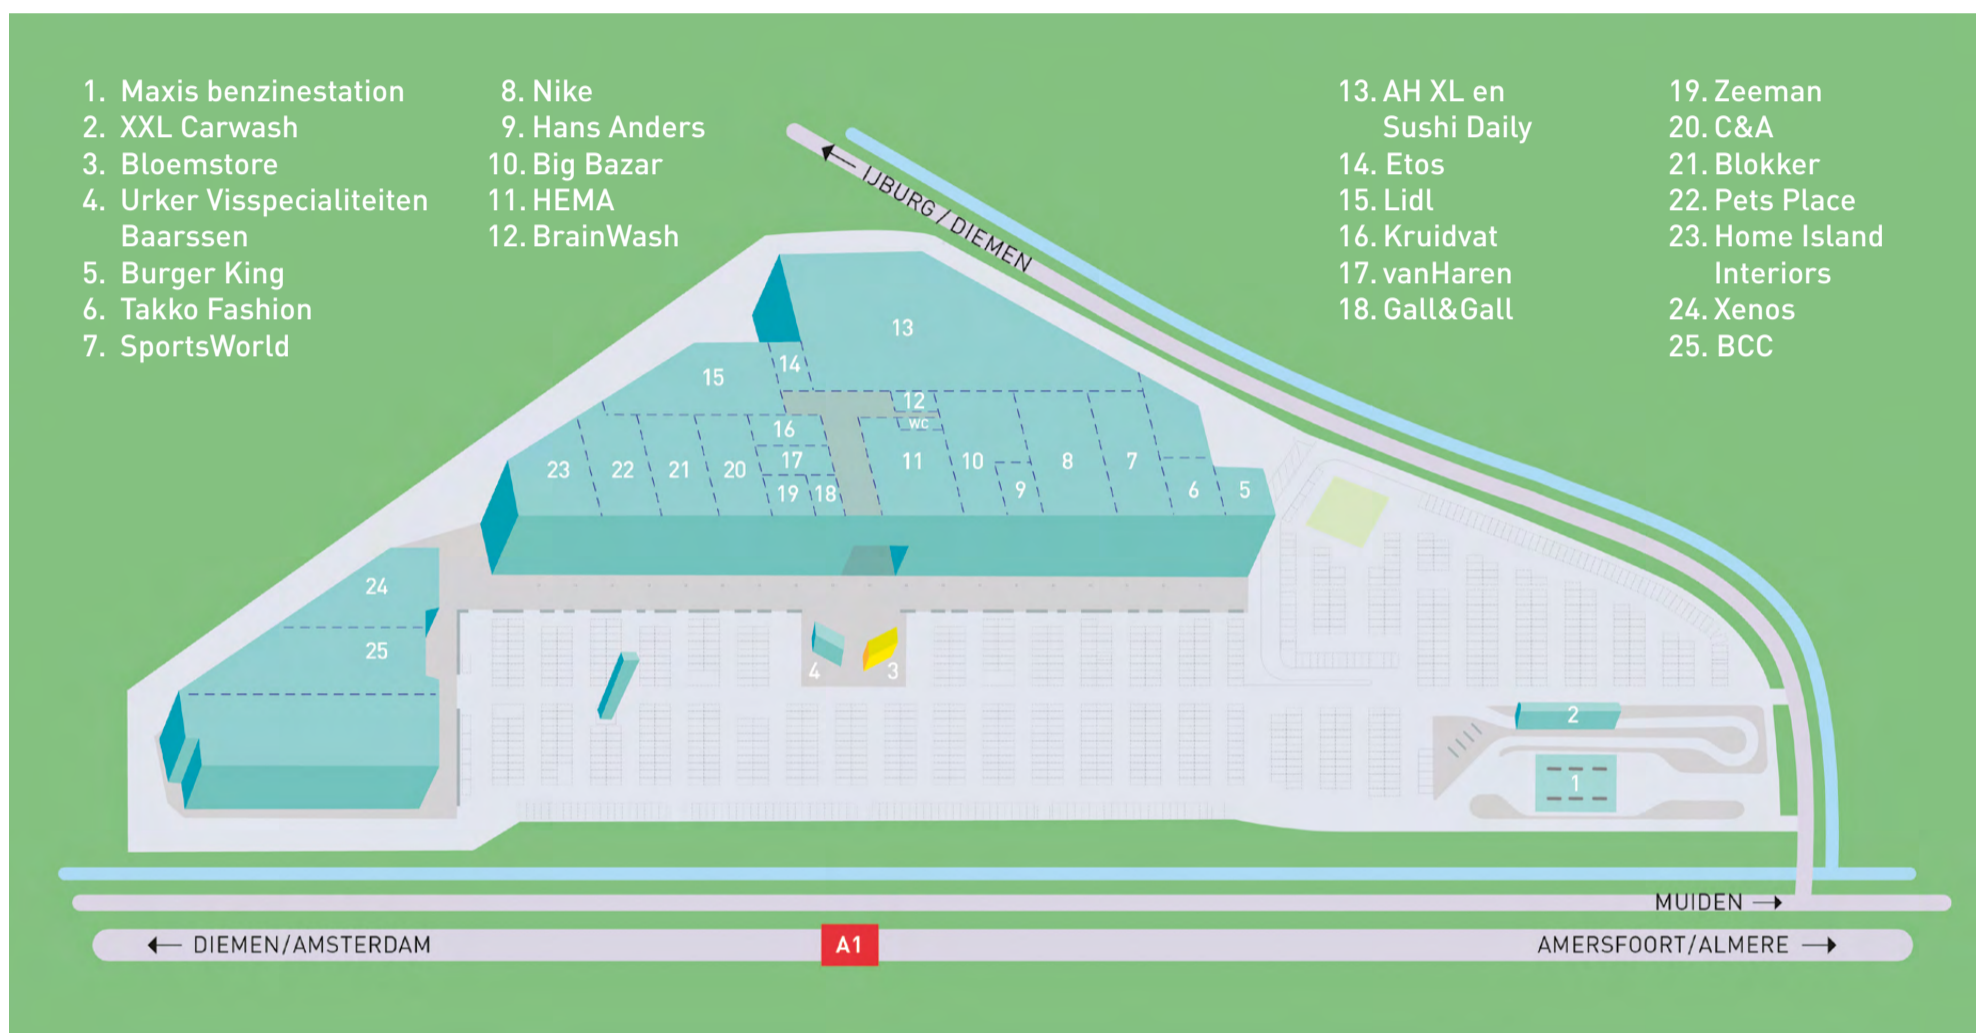 1. Maxis benzinestation
2. XXL Carwash
3. Bloemstore
4. Urker Visspecialiteiten
Baarssen
5. Burger King
6. Takko Fashion
7. SportsWorld
8. Nike
9. Hans Anders
10. Big Bazar
11. HEMA
12. BrainWash
13. AH XL en
Sushi Daily
14. Etos
15. Lidl
16. Kruidvat
17. vanHaren
18. Gall&Gall
19. Zeeman
20. C&A
21. Blokker
22. Pets Place
23. Home Island
Interiors
24. Xenos
25. BCC
IJBURG / DIEMEN
13
14
15
12
WC
16
17
23
22
21
20
19
18
11
10
9
8
7
6
5
24
25
4
3
2
1
MUIDEN →
← DIEMEN/AMSTERDAM
A1
AMERSFOORT/ALMERE →